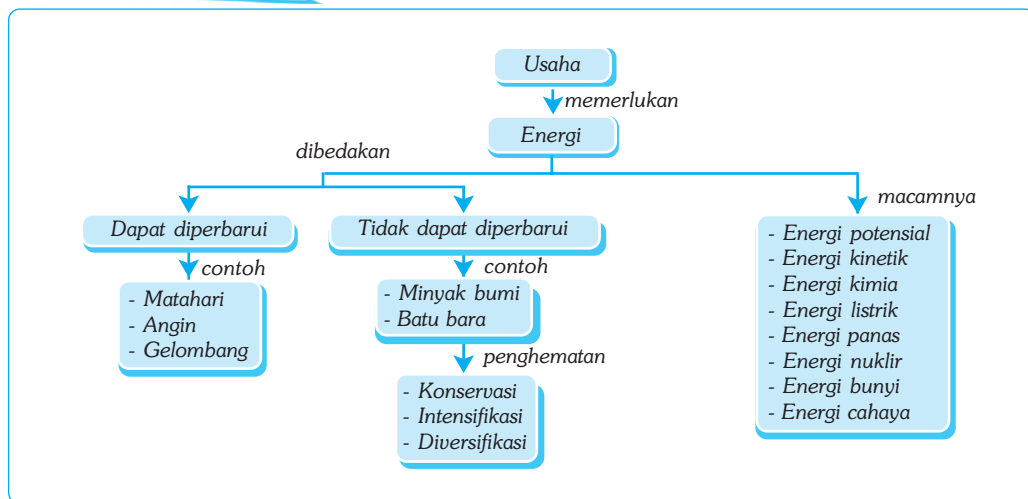 Usaha
memerlukan
Energi
dibedakan
macamnya
Dapat diperbarui
Tidak dapat diperbarui
contoh
contoh
- Matahari
- Angin
- Gelombang
- Minyak bumi
- Batu bara
penghematan
- Konservasi
- Intensifikasi
- Diversifikasi
- Energi potensial
- Energi kinetik
- Energi kimia
- Energi listrik
- Energi panas
- Energi nuklir
- Energi bunyi
- Energi cahaya